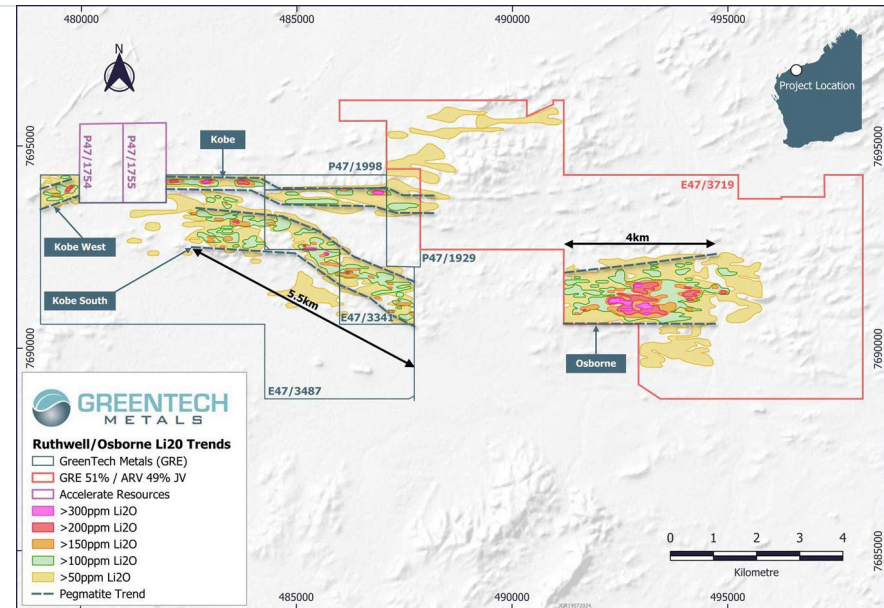 480000
485000
490000
495000
N
Project Location
7695000
7695000
P47/1754
P47/1755
Kobe
P47/1998
E47/3719
Kobe West
P47/1929
4km
Kobe South
5.5km
E47/3341
7690000
7690000
Osborne
E47/3487
GREENTECH
METALS
Ruthwell/Osborne Li20 Trends
GreenTech Metals (GRE)
GRE 51% / ARV 49% JV
Accelerate Resources
>300ppm Li2O
>200ppm Li2O
>150ppm Li2O
>100ppm Li2O
>50ppm Li2O
Pegmatite Trend
0 1 2 3 4
Kilometre
7685000
JGR19072024
480000
485000
490000
495000